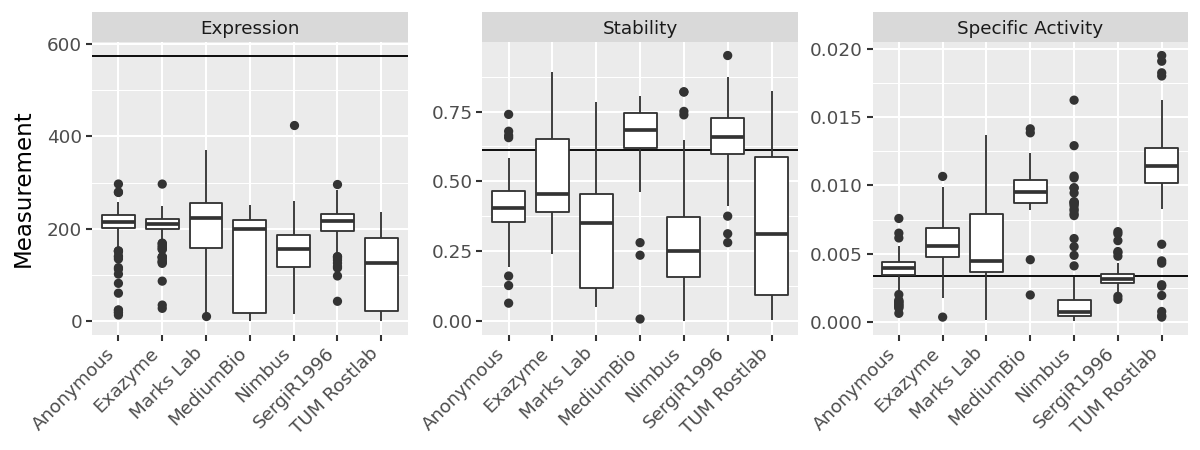 Expression
Stability
Specific Activity
Measurement
600
400
200
0
0.75
0.50
0.25
0.00
0.020
0.015
0.010
0.005
0.000
Anonymous
Exazyme
Marks Lab
MediumBio
Nimbus
SergiR1996
TUM Rostlab
Anonymous
Exazyme
Marks Lab
MediumBio
Nimbus
SergiR1996
TUM Rostlab
Anonymous
Exazyme
Marks Lab
MediumBio
Nimbus
SergiR1996
TUM Rostlab